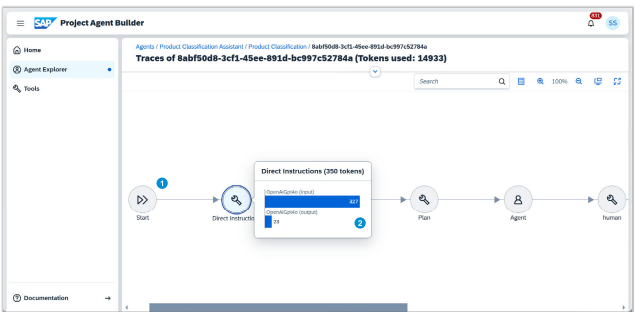 SAP Project Agent Builder
831
SS
Home
Agent Explorer
Tools
Documentation
Agents / Product Classification Assistant / Product Classification / 8abf50d8-3cf1-45ee-891d-bc997c52784a
Traces of 8abf50d8-3cf1-45ee-891d-bc997c52784a (Tokens used: 14933)
Search
100%
1
Direct Instructions (350 tokens)
OpenAiGpt4o (input)
327
OpenAiGpt4o (output)
23
2
Start
Direct Instructio
Plan
Agent
human